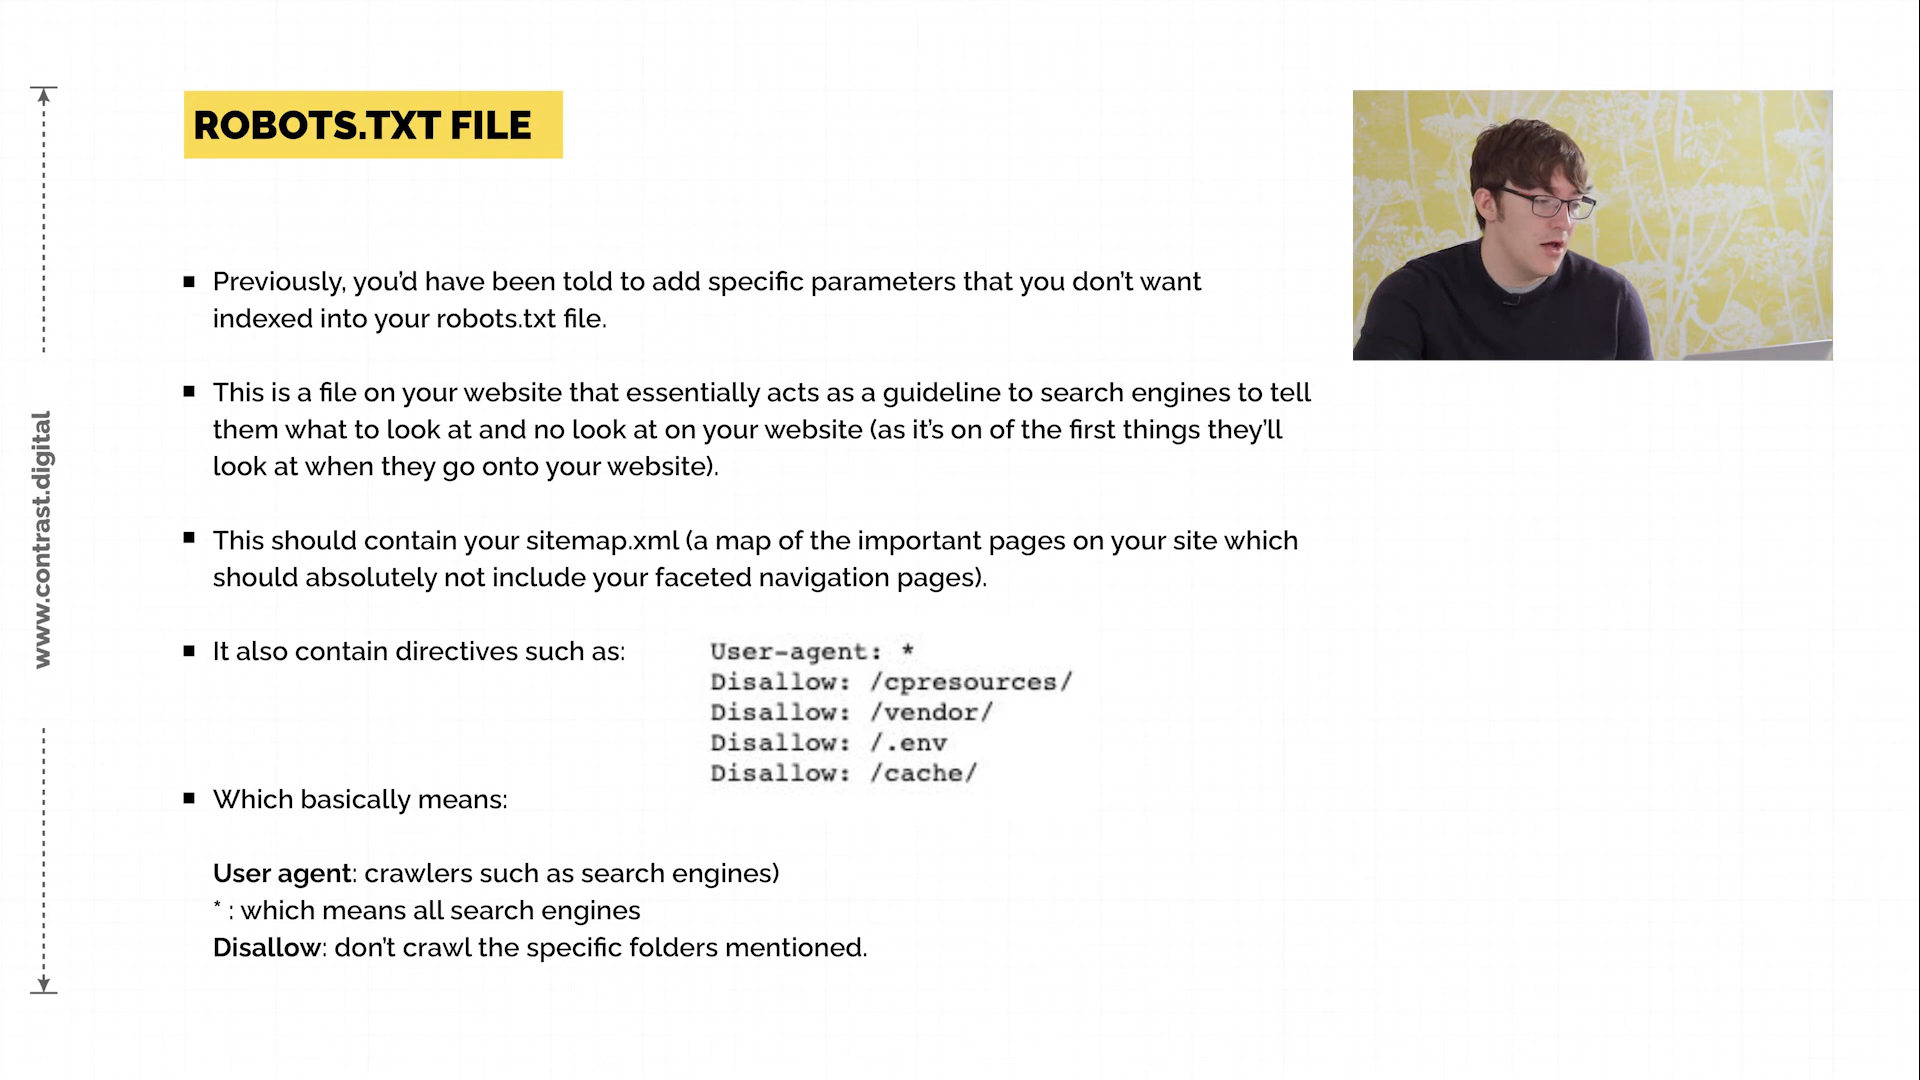 ROBOTS.TXT FILE
www.contrast.digital
▪ Previously, you’d have been told to add specific parameters that you don’t want
indexed into your robots.txt file.
▪ This is a file on your website that essentially acts as a guideline to search engines to tell
them what to look at and no look at on your website (as it’s on of the first things they’ll
look at when they go onto your website).
▪ This should contain your sitemap.xml (a map of the important pages on your site which
should absolutely not include your faceted navigation pages).
▪ It also contain directives such as:
User-agent: *
Disallow: /cpresources/
Disallow: /vendor/
Disallow: /.env
Disallow: /cache/
▪ Which basically means:
User agent: crawlers such as search engines)
* : which means all search engines
Disallow: don’t crawl the specific folders mentioned.